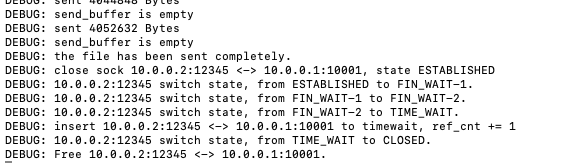 DEBUG: sent 4044848 Bytes
DEBUG: send_buffer is empty
DEBUG: sent 4052632 Bytes
DEBUG: send_buffer is empty
DEBUG: the file has been sent completely.
DEBUG: close sock 10.0.0.2:12345 <-> 10.0.0.1:10001, state ESTABLISHED
DEBUG: 10.0.0.2:12345 switch state, from ESTABLISHED to FIN_WAIT-1.
DEBUG: 10.0.0.2:12345 switch state, from FIN_WAIT-1 to FIN_WAIT-2.
DEBUG: 10.0.0.2:12345 switch state, from FIN_WAIT-2 to TIME_WAIT.
DEBUG: insert 10.0.0.2:12345 <-> 10.0.0.1:10001 to timewait, ref_cnt += 1
DEBUG: 10.0.0.2:12345 switch state, from TIME_WAIT to CLOSED.
DEBUG: Free 10.0.0.2:12345 <-> 10.0.0.1:10001.